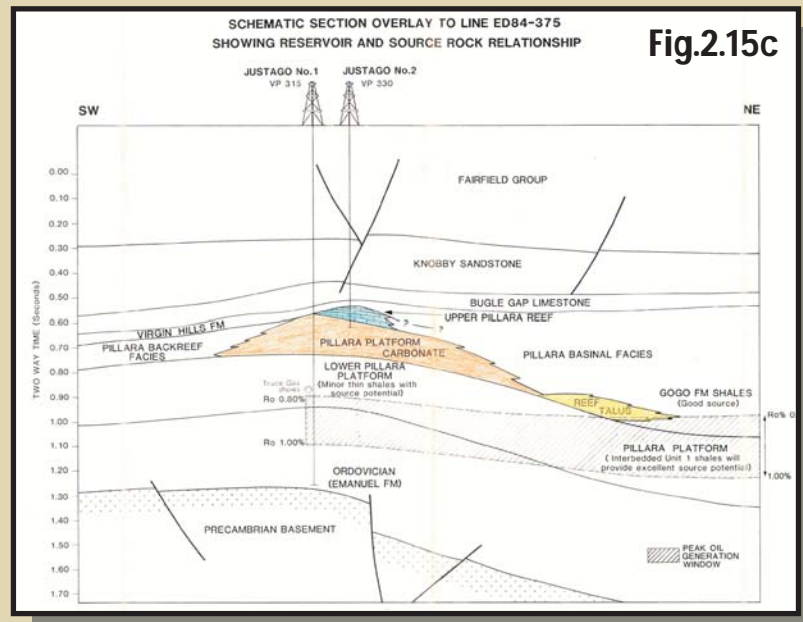 SCHEMATIC SECTION OVERLAY TO LINE ED84-375
SHOWING RESERVOIR AND SOURCE ROCK RELATIONSHIP
Fig.2.15c
JUSTAGO No.1
VP 315
JUSTAGO No.2
VP 330
SW
NE
TWO WAY TIME (Seconds)
0.00
0.10
0.20
0.30
0.40
0.50
0.60
0.70
0.80
0.90
1.00
1.10
1.20
1.30
1.40
1.50
1.60
1.70
FAIRFIELD GROUP
KNOBBY SANDSTONE
BUGLE GAP LIMESTONE
UPPER PILLARA REEF
?
?
VIRGIN HILLS FM
PILLARA BACKREEF
FACIES
PILLARA PLATFORM
CARBONATE
PILLARA BASINAL FACIES
LOWER PILLARA
PLATFORM
(Minor thin shales with
source potential)
Ro 0.80%
REEF
TALUS
GOGO FM SHALES
(Good source)
Ro% 0
Ro 1.00%
PILLARA PLATFORM
(Interbedded Unit 1 shales will
provide excellent source potential)
1.00%
ORDOVICIAN
(EMANUEL FM)
PRECAMBRIAN BASEMENT
PEAK OIL
GENERATION
WINDOW